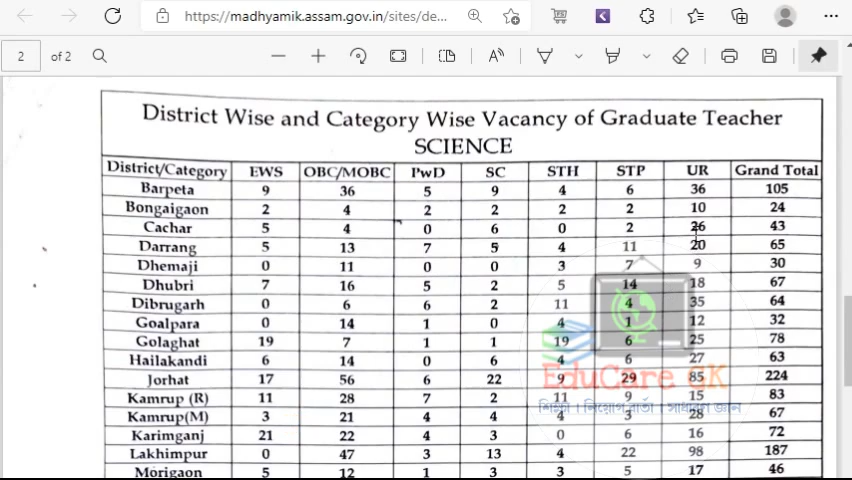 https://madhyamik.assam.gov.in/sites/de...
2 of 2
District Wise and Category Wise Vacancy of Graduate Teacher
SCIENCE
District/Category EWS OBC/MOBC PwD SC STH STP UR Grand Total
Barpeta 9 36 5 9 4 6 36 105
Bongaigaon 2 4 2 2 2 2 10 24
Cachar 5 4 0 6 0 2 26 43
Darrang 5 13 7 5 4 11 20 65
Dhemaji 0 11 0 0 3 7 9 30
Dhubri 7 16 5 2 5 14 18 67
Dibrugarh 0 6 6 2 11 4 35 64
Goalpara 0 14 1 0 4 1 12 32
Golaghat 19 7 1 1 19 6 25 78
Hailakandi 6 14 0 6 4 6 27 63
Jorhat 17 56 6 22 9 29 85 224
EduCare GK
Kamrup (R) 11 28 7 2 11 9 15 83
শিক্ষা । নিয়োগ বাৰ্তা । সাধাৰণ জ্ঞান
Kamrup(M) 3 21 4 4 4 3 28 67
Karimganj 21 22 4 3 0 6 16 72
Lakhimpur 0 47 3 13 4 22 98 187
Morigaon 5 12 1 3 3 5 17 46